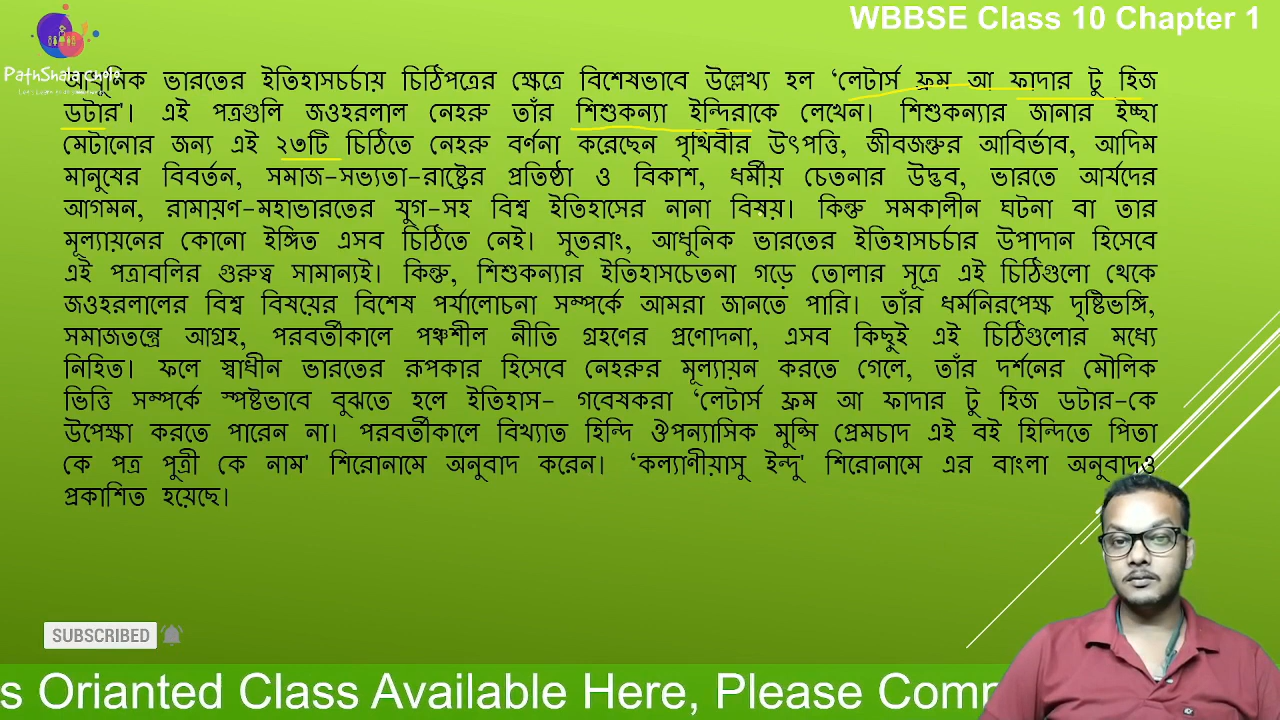 WBBSE Class 10 Chapter 1
PathShala Cholo
আধুনিক ভারতের ইতিহাসচর্চায় চিঠিপত্রের ক্ষেত্রে বিশেষভাবে উল্লেখ্য হল ‘লেটার্স ফ্রম আ ফাদার টু হিজ
ডটার'। এই পত্রগুলি জওহরলাল নেহরু তাঁর শিশুকন্যা ইন্দিরাকে লেখেন। শিশুকন্যার জানার ইচ্ছা
মেটানোর জন্য এই ২৩টি চিঠিতে নেহরু বর্ণনা করেছেন পৃথিবীর উৎপত্তি, জীবজন্তুর আবির্ভাব, আদিম
মানুষের বিবর্তন, সমাজ-সভ্যতা-রাষ্ট্রের প্রতিষ্ঠা ও বিকাশ, ধর্মীয় চেতনার উদ্ভব, ভারতে আর্যদের
আগমন, রামায়ণ-মহাভারতের যুগ-সহ বিশ্ব ইতিহাসের নানা বিষয়। কিন্তু সমকালীন ঘটনা বা তার
মূল্যায়নের কোনো ইঙ্গিত এসব চিঠিতে নেই। সুতরাং, আধুনিক ভারতের ইতিহাসচর্চার উপাদান হিসেবে
এই পত্রাবলির গুরুত্ব সামান্যই। কিন্তু, শিশুকন্যার ইতিহাসচেতনা গড়ে তোলার সূত্রে এই চিঠিগুলো থেকে
জওহরলালের বিশ্ব বিষয়ের বিশেষ পর্যালোচনা সম্পর্কে আমরা জানতে পারি। তাঁর ধর্মনিরপেক্ষ দৃষ্টিভঙ্গি,
সমাজতন্ত্রে আগ্রহ, পরবর্তীকালে পঞ্চশীল নীতি গ্রহণের প্রণোদনা, এসব কিছুই এই চিঠিগুলোর মধ্যে
নিহিত। ফলে স্বাধীন ভারতের রূপকার হিসেবে নেহরুর মূল্যায়ন করতে গেলে, তাঁর দর্শনের মৌলিক
ভিত্তি সম্পর্কে স্পষ্টভাবে বুঝতে হলে ইতিহাস- গবেষকরা ‘লেটার্স ফ্রম আ ফাদার টু হিজ ডটার-কে
উপেক্ষা করতে পারেন না। পরবর্তীকালে বিখ্যাত হিন্দি ঔপন্যাসিক মুন্সি প্রেমচাদ এই বই হিন্দিতে পিতা
কে পত্র পুত্রী কে নাম' শিরোনামে অনুবাদ করেন। ‘কল্যাণীয়াসু ইন্দু' শিরোনামে এর বাংলা অনুবাদও
প্রকাশিত হয়েছে।
SUBSCRIBED
s Orianted Class Available Here, Please Comm